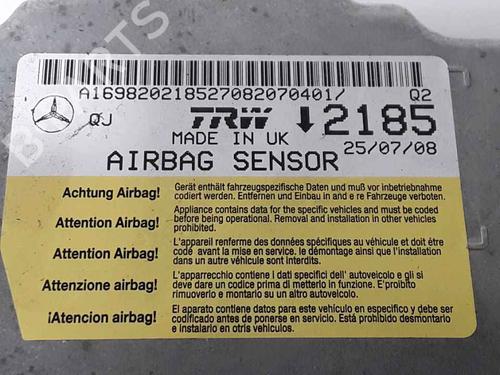 A169820218527082070401/ Q2
QJ TRW 2185
MADE IN UK 25/07/08
AIRBAG SENSOR
Achtung Airbag! Gerät enthält fahrzeugspezifische Daten und muß vor inbetriebnahme
codiert werden. Entfernen und Einbau in and e re Fahrzeuge verboten.
Attention Airbag! Appliance contains data for the specific vehicles and must be coded
before being operational. Removal and installation in other vehicles
prohibited.
Attention Airbag! L'appareil renferme des données spécifiques au véhicule et doit étre
codé avant la mise en service. le démontage ainsi que l'installation
dans un autre véhicule sont interdits.
Attenzione airbag! L'apparecchio contiene i dati specifici dell' autoveicolo e gli si
deve dare un codice prima di metterlo in funzione. E'proibito
rimuoverlo e montarlo su un altro autoveicolo.
¡Atencion airbag! El aparato contiene datos para un vehículo en especifico y debe ser
codificado antes de ponerse en servicio. Está prohibido desmontarlo
e instalarlo en otro vehículos.